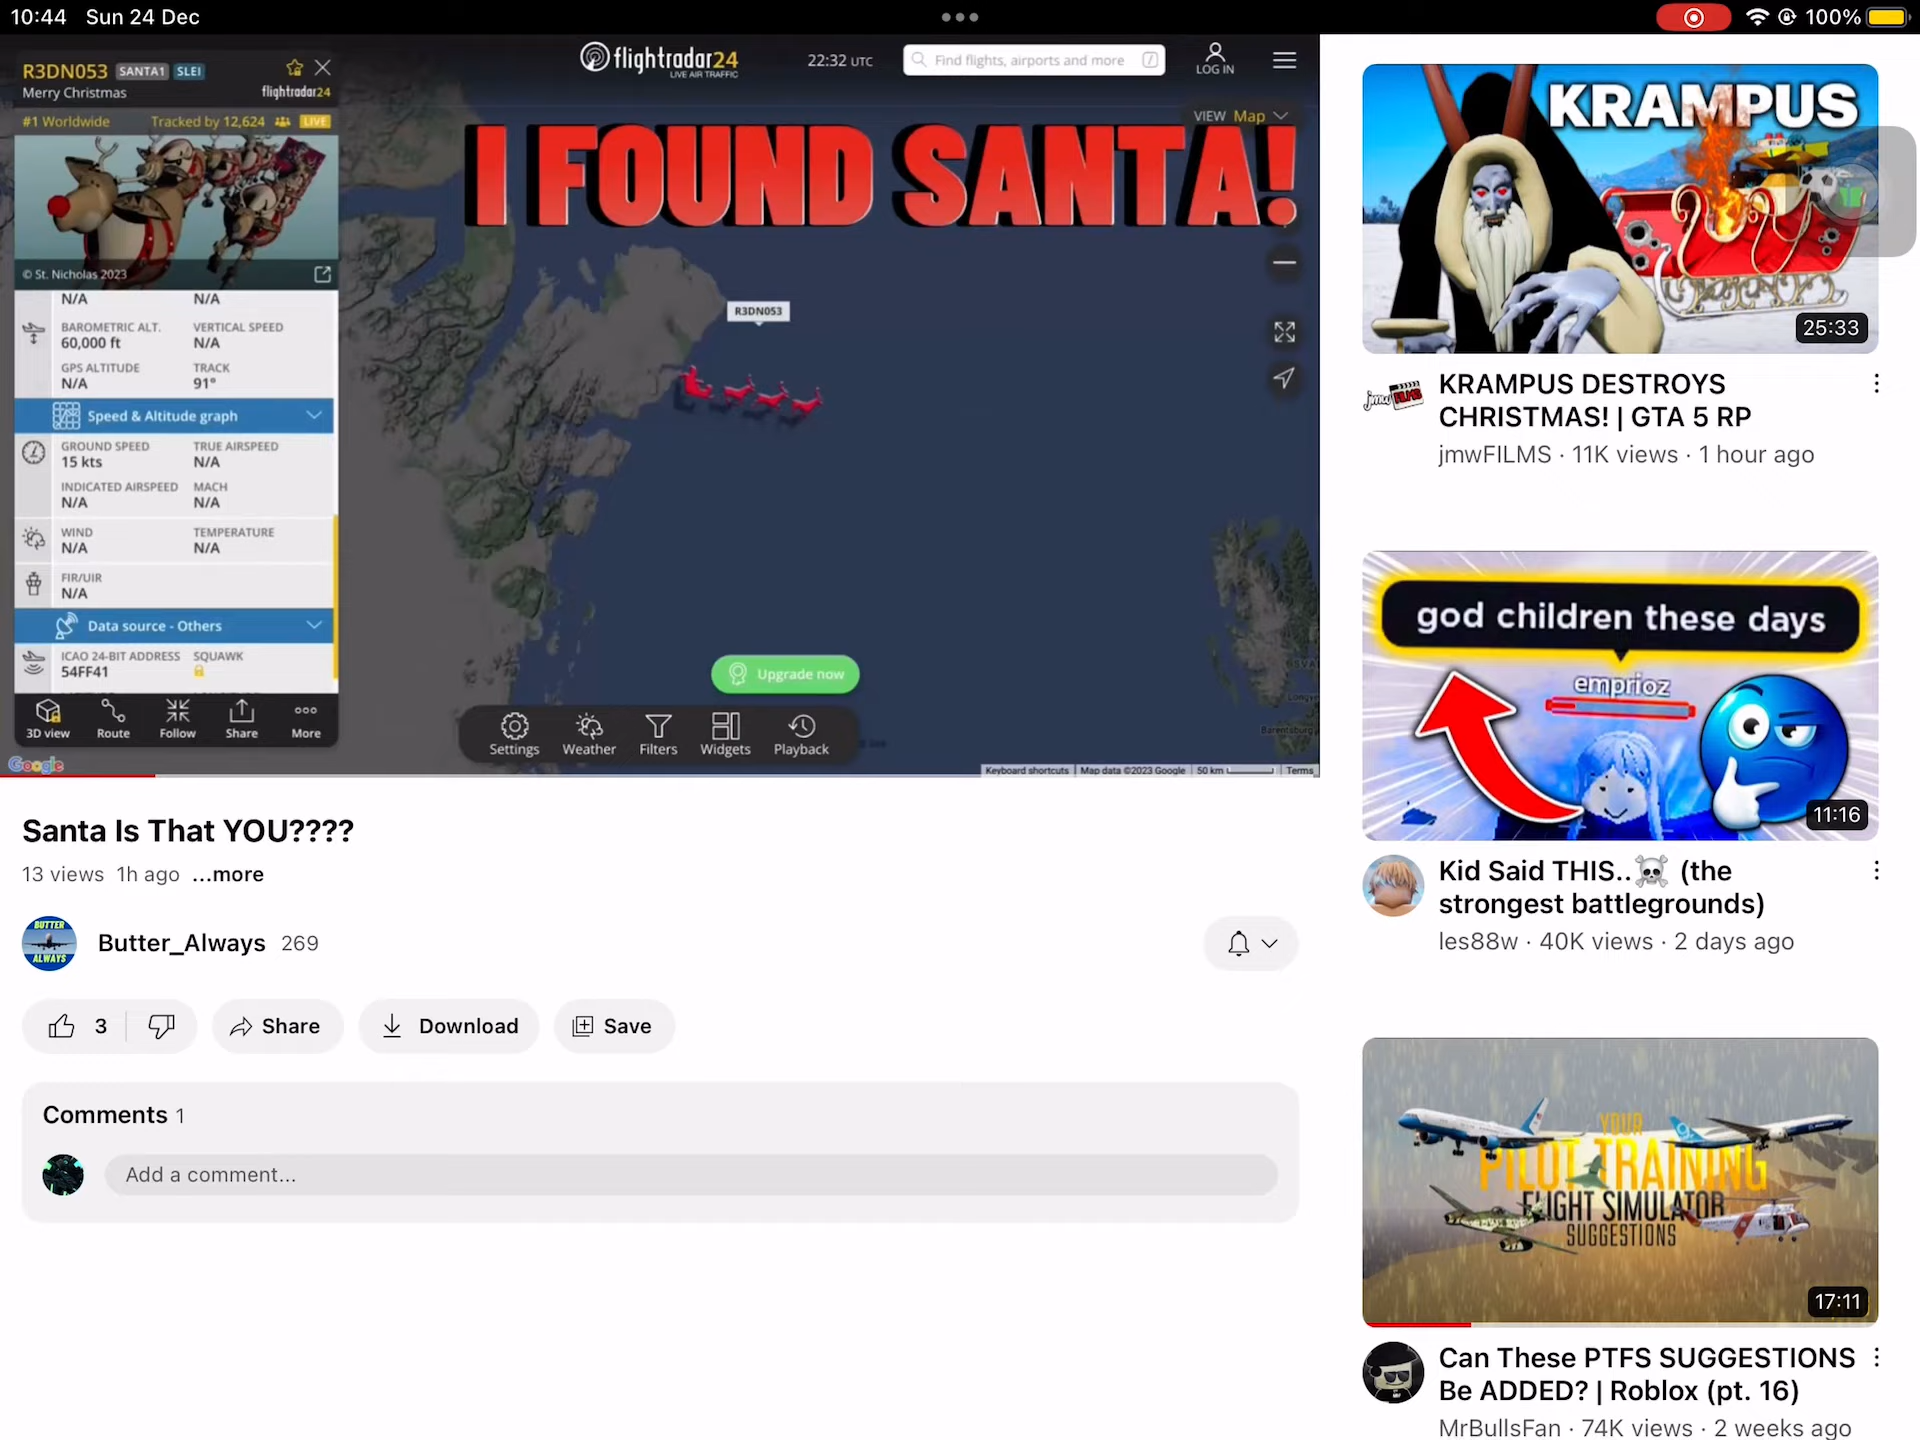 10:44 Sun 24 Dec
100%
R3DN053 SANTA1 SLEI
Merry Christmas
flightradar24
#1 Worldwide Tracked by 12,624 LIVE
© St. Nicholas 2023
N/A N/A
BAROMETRIC ALT. VERTICAL SPEED
60,000 ft N/A
GPS ALTITUDE TRACK
N/A 91°
Speed & Altitude graph
GROUND SPEED TRUE AIRSPEED
15 kts N/A
INDICATED AIRSPEED MACH
N/A N/A
WIND TEMPERATURE
N/A N/A
FIR/UIR
N/A
Data source - Others
ICAO 24-BIT ADDRESS SQUAWK
54FF41
3D view Route Follow Share More
Google
flightradar24
LIVE AIR TRAFFIC
22:32 UTC
Find flights, airports and more
LOG IN
VIEW Map
I FOUND SANTA!
R3DN053
Upgrade now
Settings Weather Filters Widgets Playback
Barentsburg
Keyboard shortcuts Map data ©2023 Google 50 km Terms
Santa Is That YOU????
13 views 1h ago ...more
BUTTER
ALWAYS
Butter_Always 269
3 Share Download Save
Comments 1
Add a comment...
KRAMPUS
25:33
jmw FILMS
KRAMPUS DESTROYS
CHRISTMAS! | GTA 5 RP
jmwFILMS · 11K views · 1 hour ago
god children these days
emprioz
11:16
Kid Said THIS..☠️ (the
strongest battlegrounds)
les88w · 40K views · 2 days ago
YOUR
PILOT TRAINING
FLIGHT SIMULATOR
SUGGESTIONS
17:11
Can These PTFS SUGGESTIONS
Be ADDED? | Roblox (pt. 16)
MrBullsFan · 74K views · 2 weeks ago